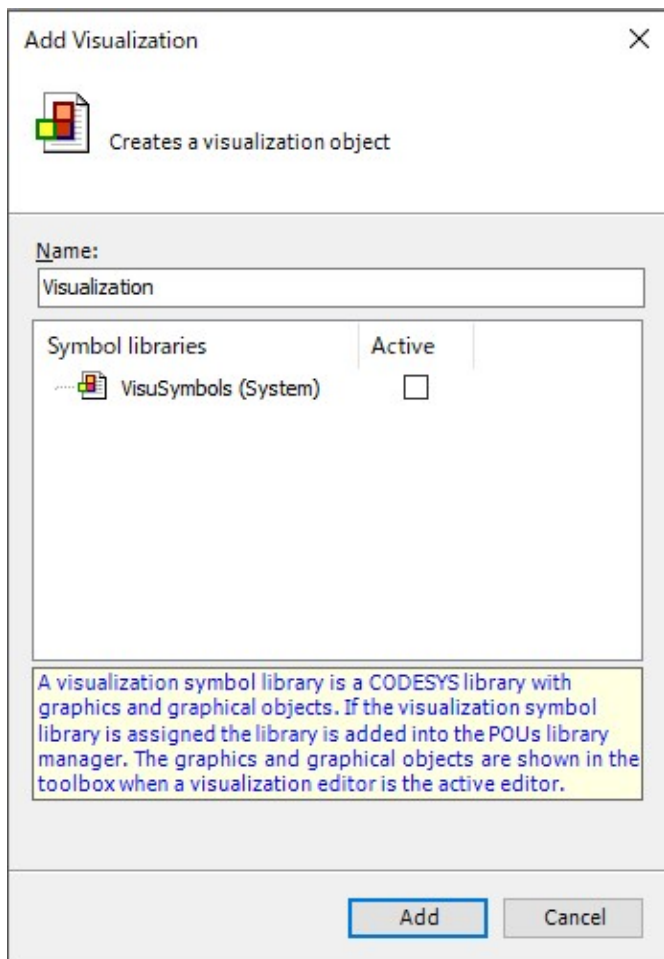 Add Visualization
Creates a visualization object
Name:
Visualization
Symbol libraries Active
VisuSymbols (System)
A visualization symbol library is a CODESYS library with
graphics and graphical objects. If the visualization symbol
library is assigned the library is added into the POUs library
manager. The graphics and graphical objects are shown in the
toolbox when a visualization editor is the active editor.
Add Cancel